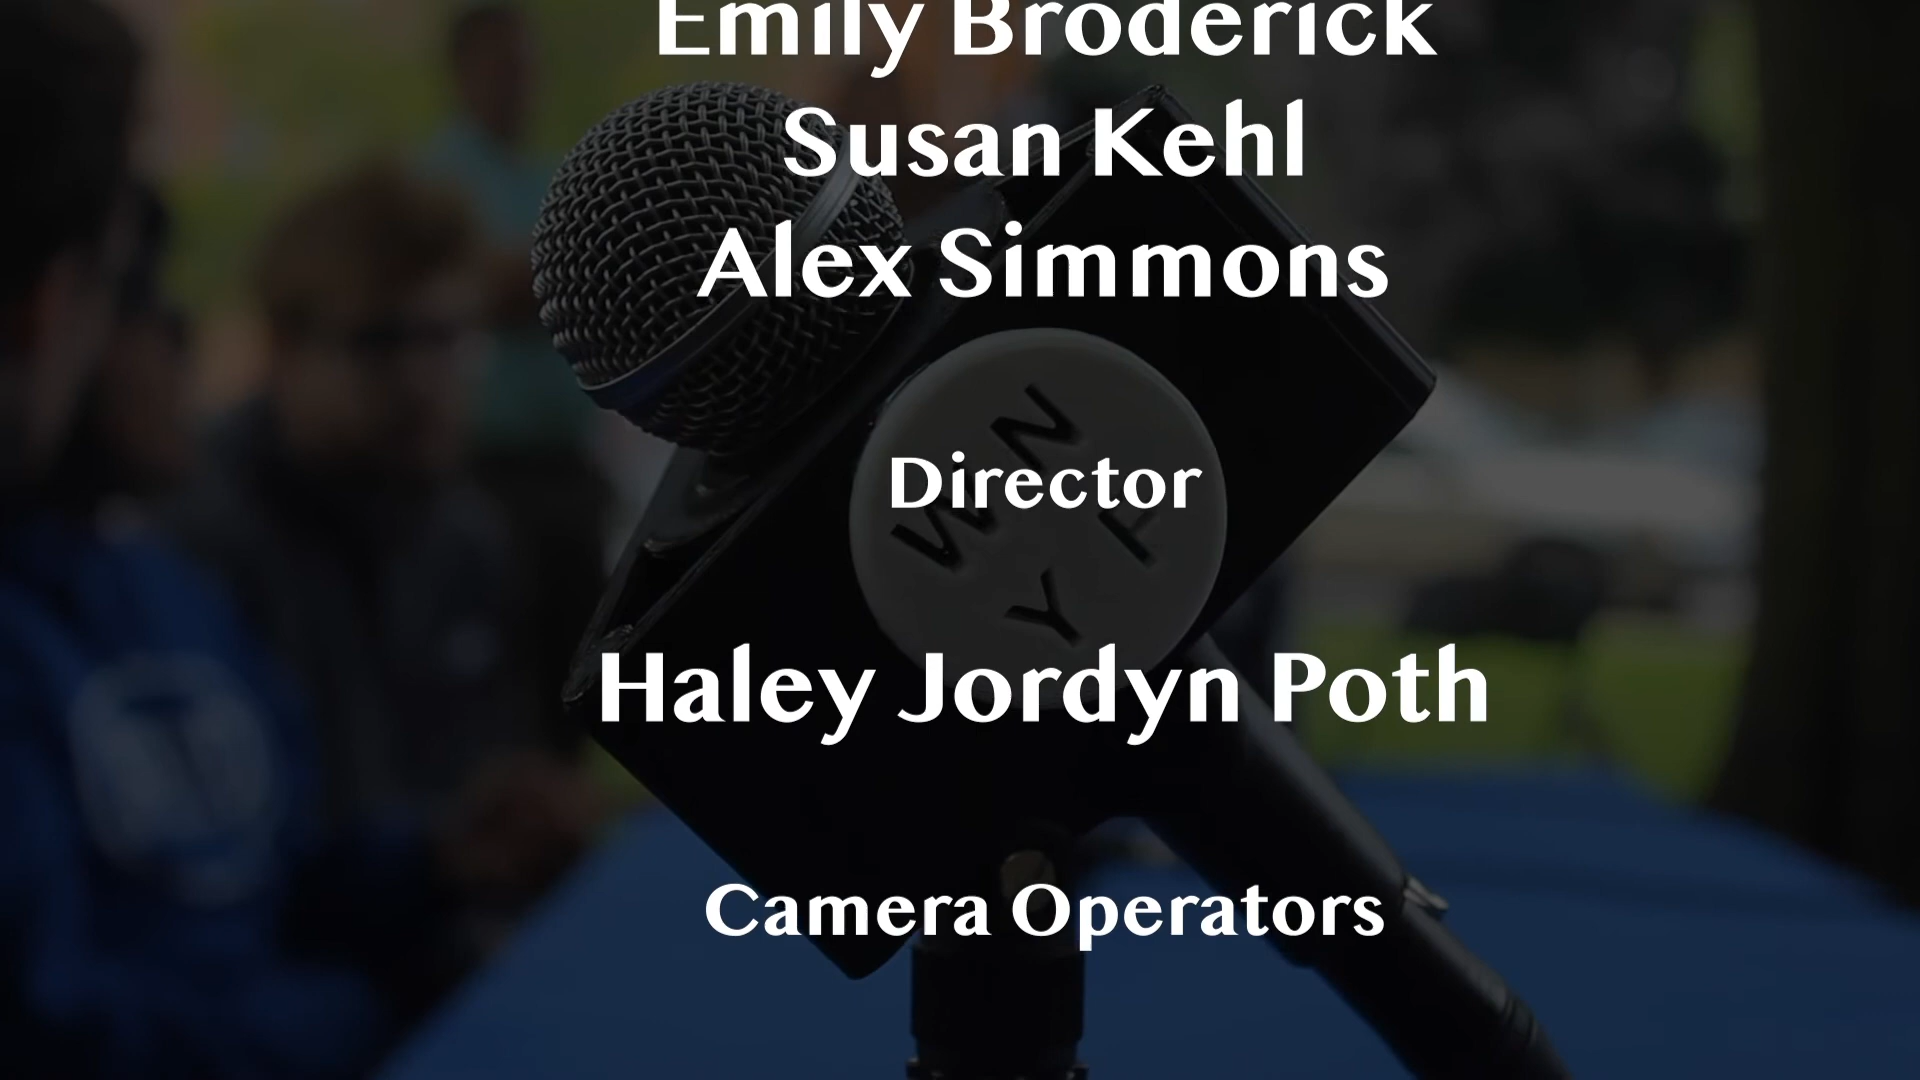 Emily Broderick
Susan Kehl
Alex Simmons
Director
Haley Jordyn Poth
Camera Operators